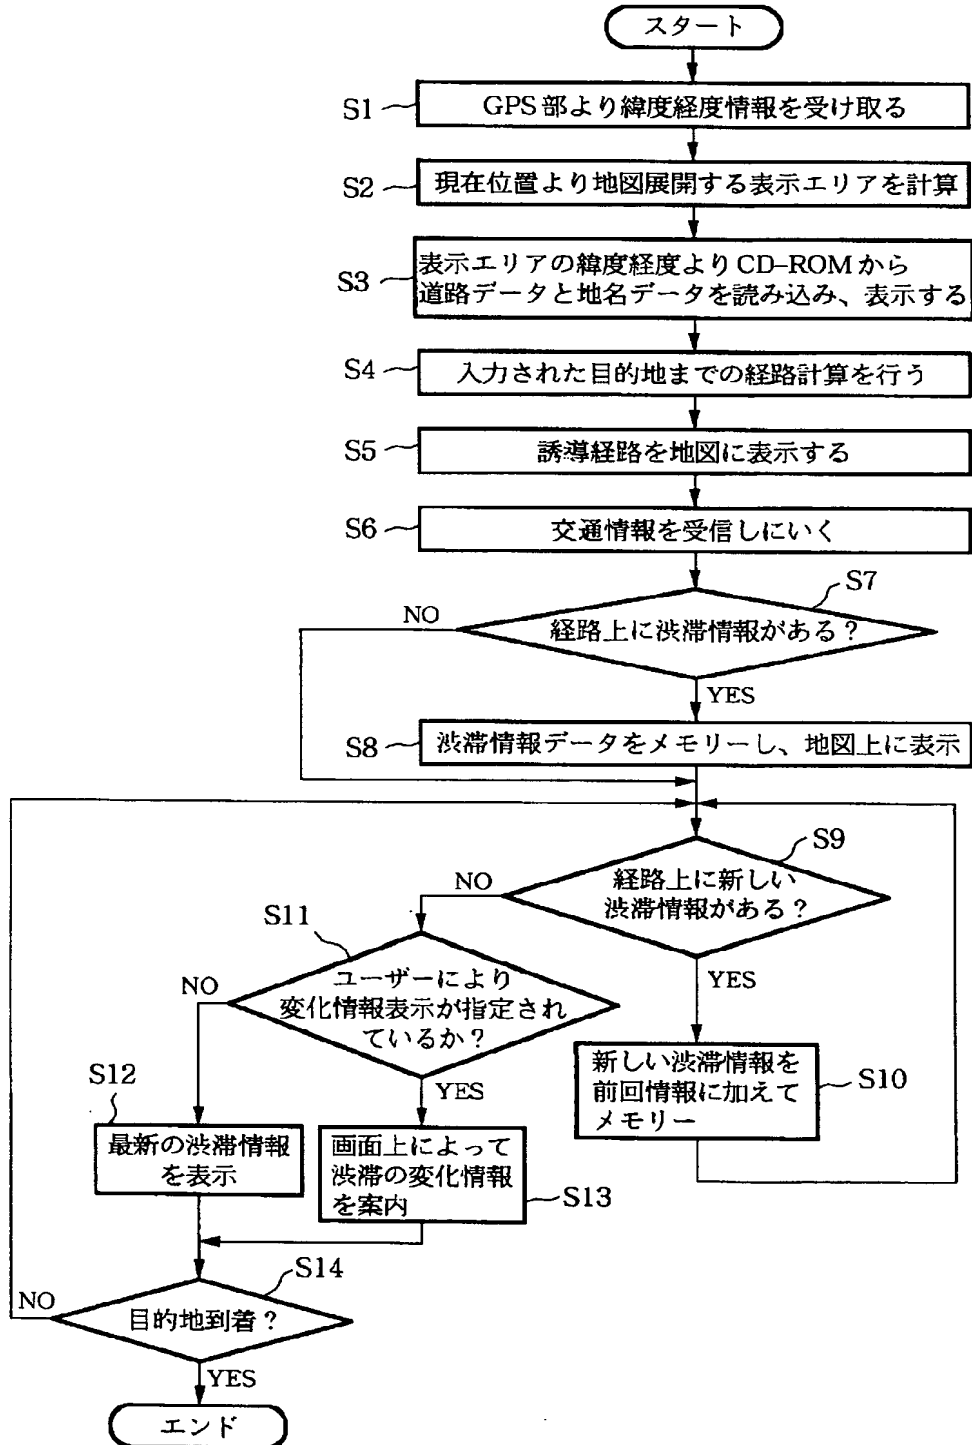 スタート
S1
GPS部より緯度経度情報を受け取る
S2
現在位置より地図展開する表示エリアを計算
S3
表示エリアの緯度経度よりCD-ROMから
道路データと地名データを読み込み、表示する
S4
入力された目的地までの経路計算を行う
S5
誘導経路を地図に表示する
S6
交通情報を受信しにいく
S7
NO
経路上に渋滞情報がある？
YES
S8
渋滞情報データをメモリーし、地図上に表示
S9
NO
経路上に新しい
渋滞情報がある？
YES
S11
NO
ユーザーにより
変化情報表示が指定され
ているか？
YES
S10
新しい渋滞情報を
前回情報に加えて
メモリー
S12
最新の渋滞情報
を表示
画面上によって
渋滞の変化情報
を案内
S13
S14
NO
目的地到着？
YES
エンド